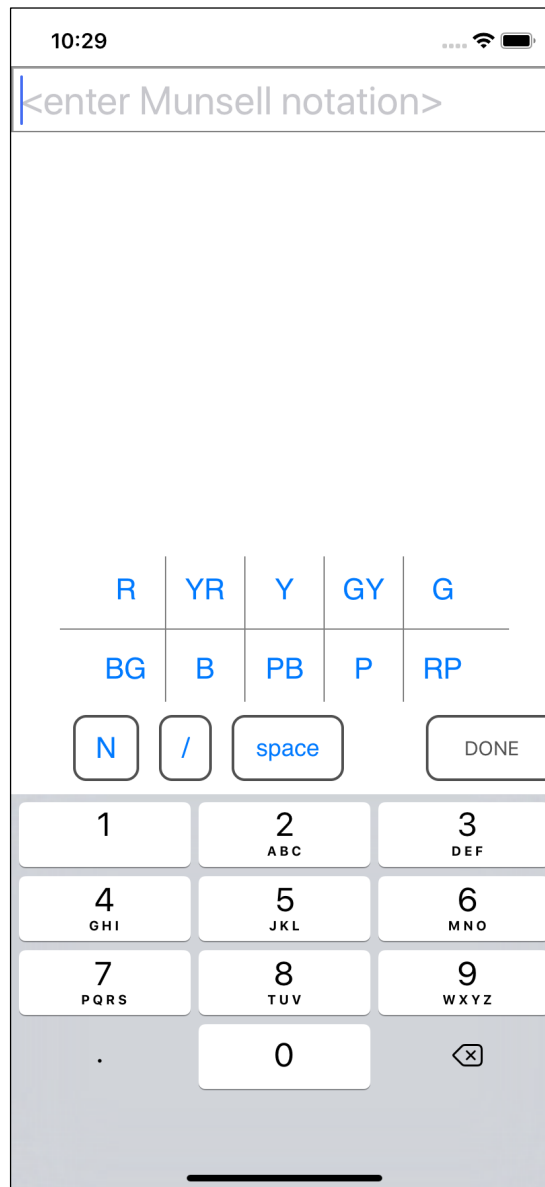 10:29
<enter Munsell notation>
R YR Y GY G
BG B PB P RP
N / space DONE
1 2 3
ABC DEF
4 5 6
GHI JKL MNO
7 8 9
PQRS TUV WXYZ
. 0